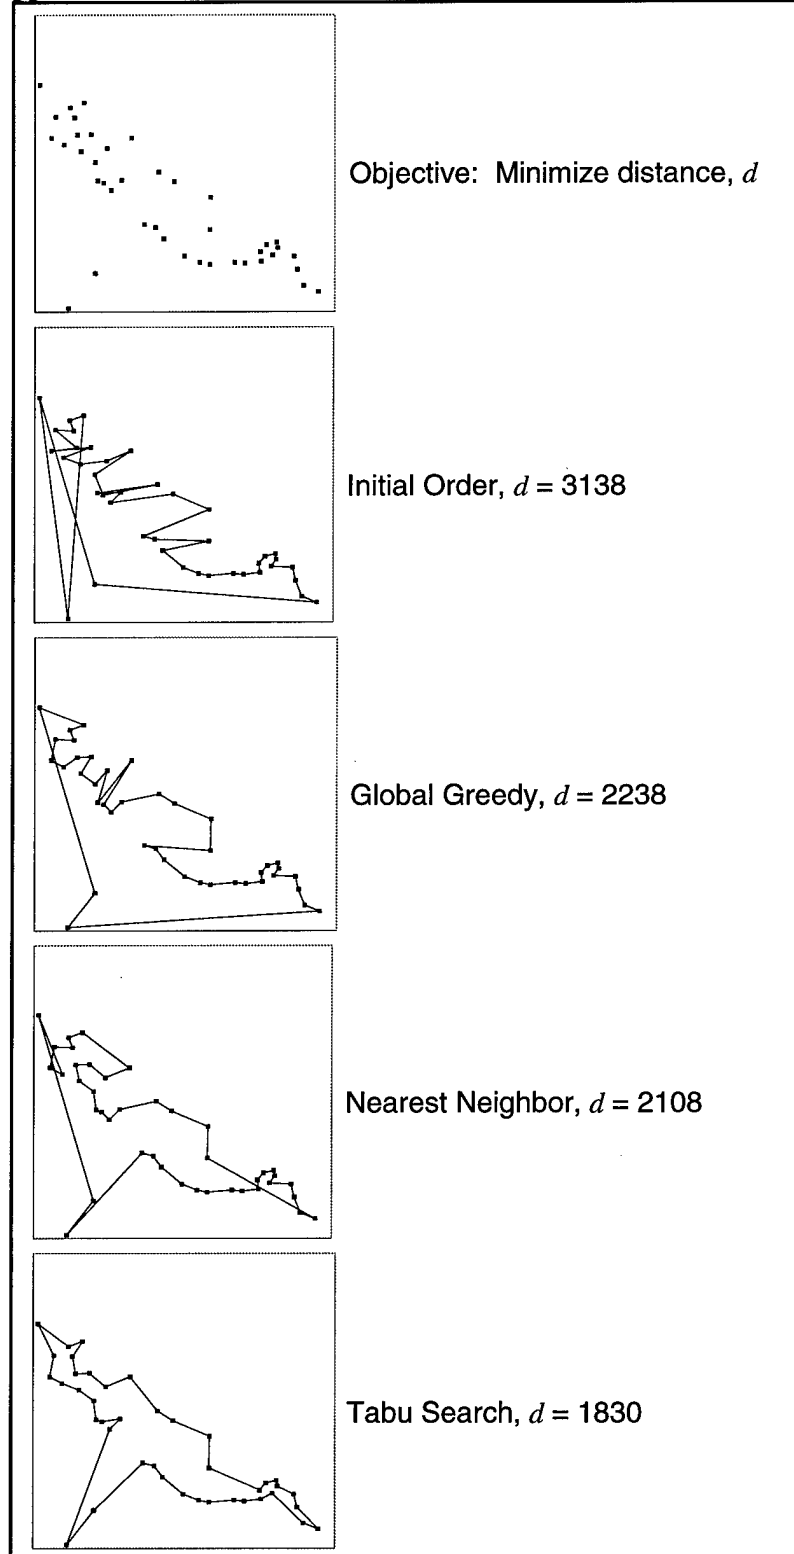 Objective: Minimize distance, d
Initial Order, d = 3138
Global Greedy, d = 2238
Nearest Neighbor, d = 2108
Tabu Search, d = 1830